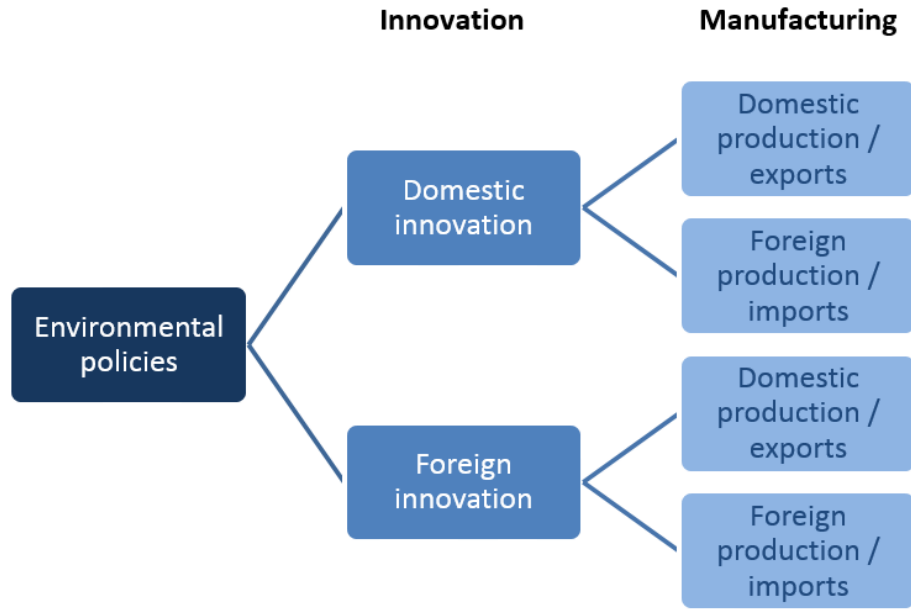 Innovation
Manufacturing
Environmental
policies
Domestic
innovation
Foreign
innovation
Domestic
production /
exports
Foreign
production /
imports
Domestic
production /
exports
Foreign
production /
imports